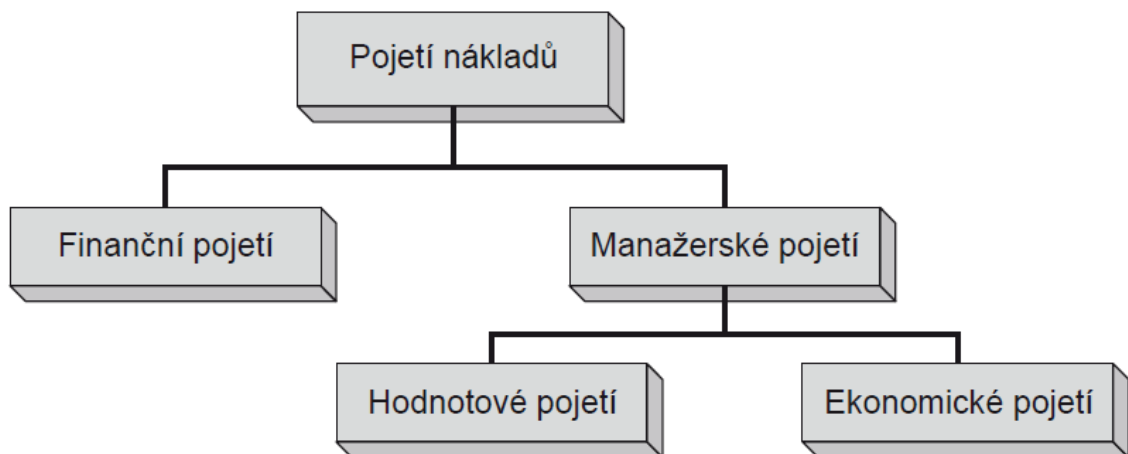 Pojetí nákladů
Finanční pojetí
Manažerské pojetí
Hodnotové pojetí
Ekonomické pojetí